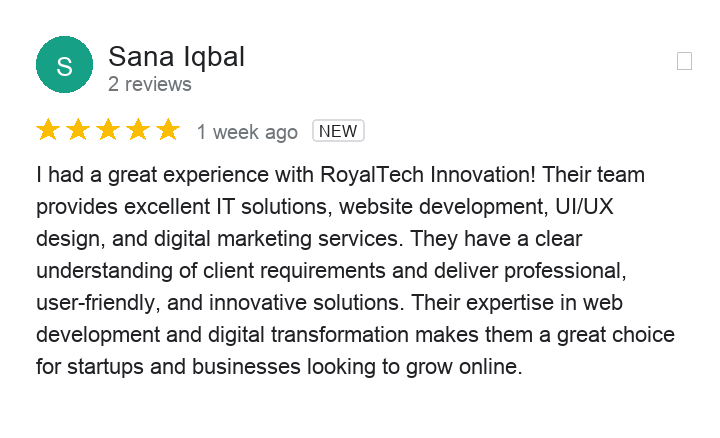 S
Sana Iqbal
2 reviews
1 week ago NEW
I had a great experience with RoyalTech Innovation! Their team
provides excellent IT solutions, website development, UI/UX
design, and digital marketing services. They have a clear
understanding of client requirements and deliver professional,
user-friendly, and innovative solutions. Their expertise in web
development and digital transformation makes them a great choice
for startups and businesses looking to grow online.